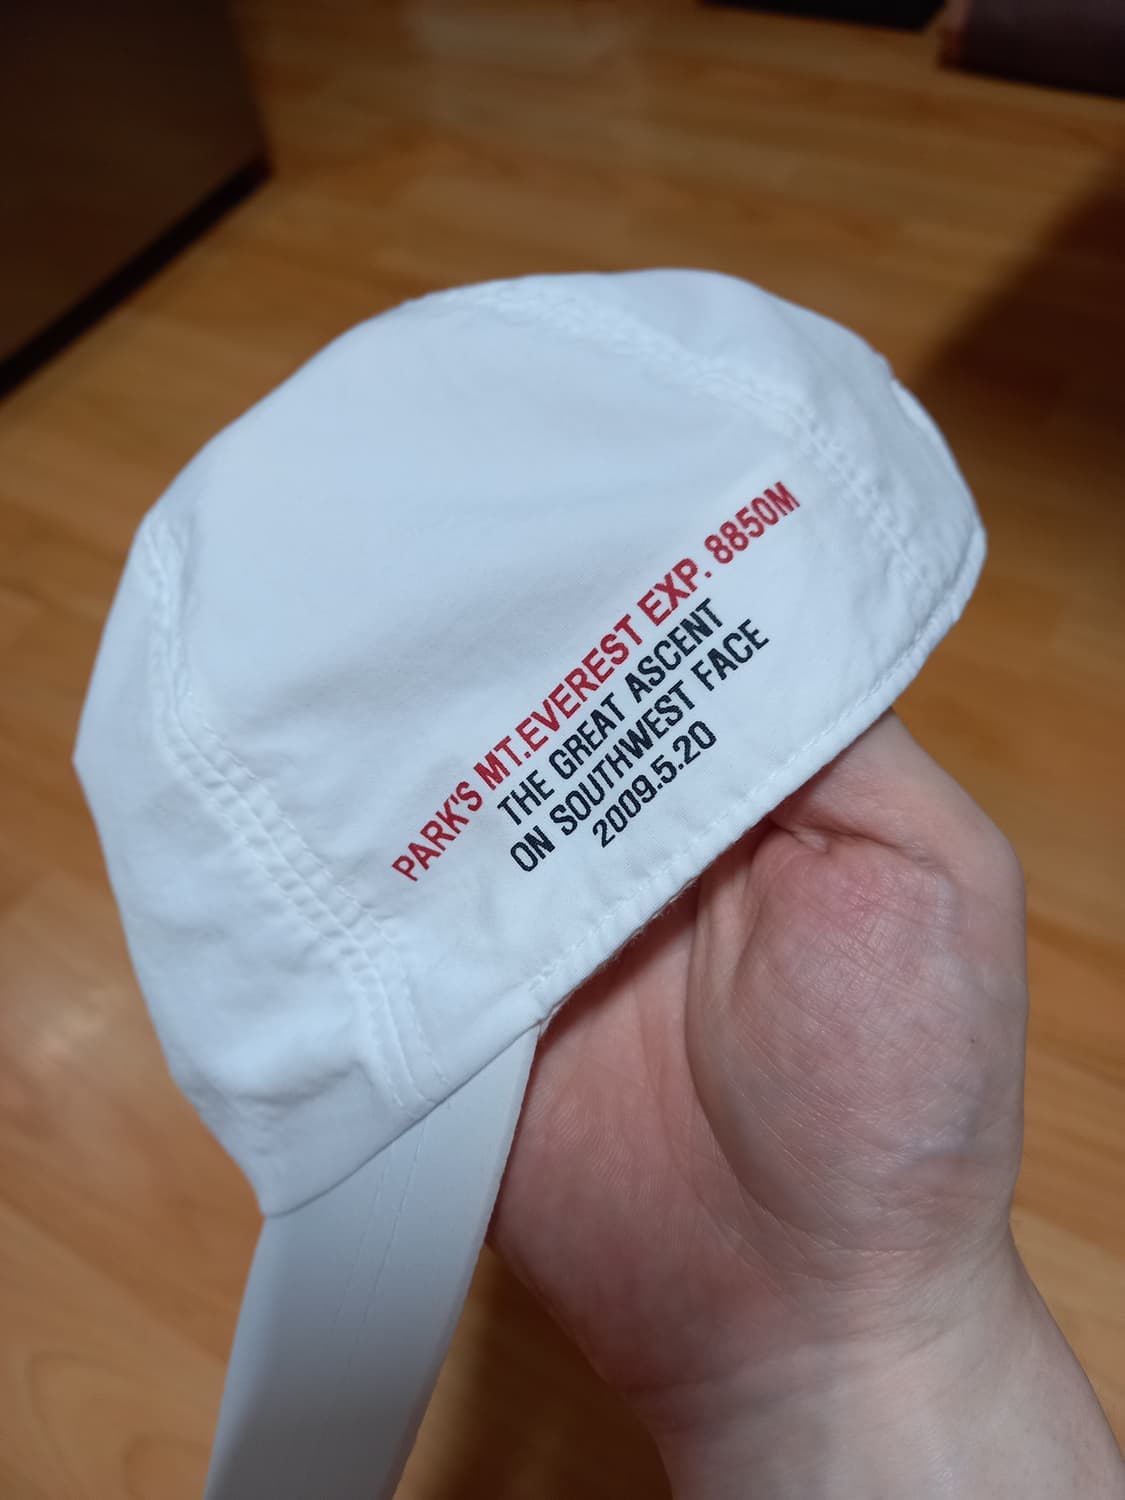 PARK'S MT.EVEREST EXP. 8850M
THE GREAT ASCENT
ON SOUTHWEST FACE
2009.5.20